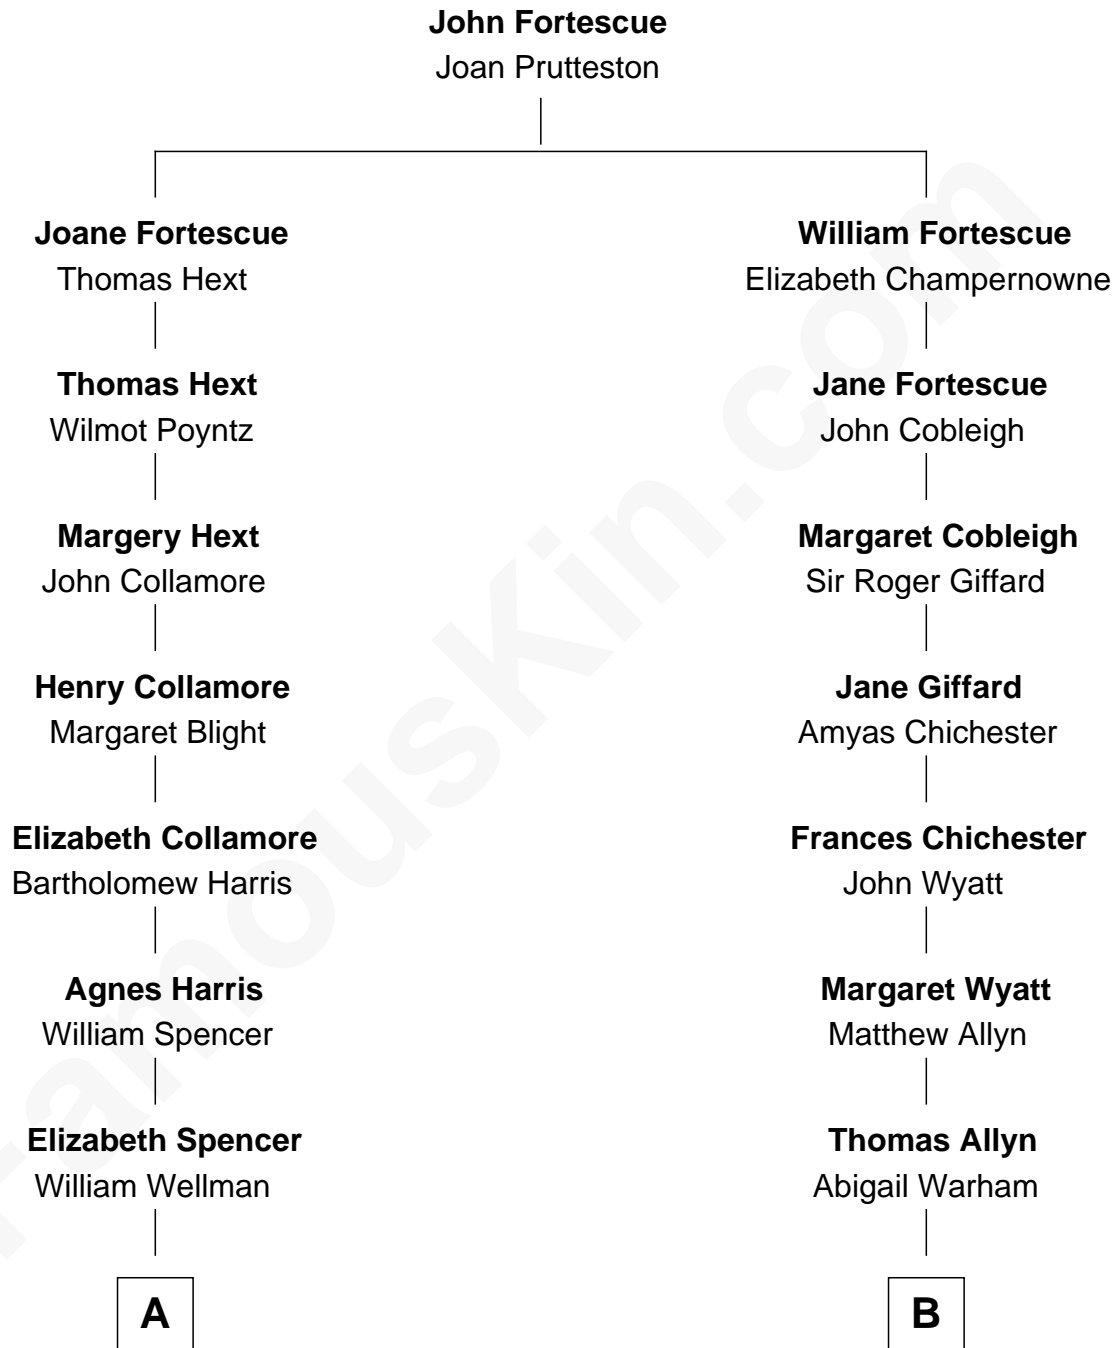 John Fortescue
Joan Prutteston
Joane Fortescue
Thomas Hext
William Fortescue
Elizabeth Champernowne
Thomas Hext
Wilmot Poyntz
Jane Fortescue
John Cobleigh
Margery Hext
John Collamore
Margaret Cobleigh
Sir Roger Giffard
Henry Collamore
Margaret Blight
Jane Giffard
Amyas Chichester
Elizabeth Collamore
Bartholomew Harris
Frances Chichester
John Wyatt
Agnes Harris
William Spencer
Margaret Wyatt
Matthew Allyn
Elizabeth Spencer
William Wellman
Thomas Allyn
Abigail Warham
A
B
FamousKin.com